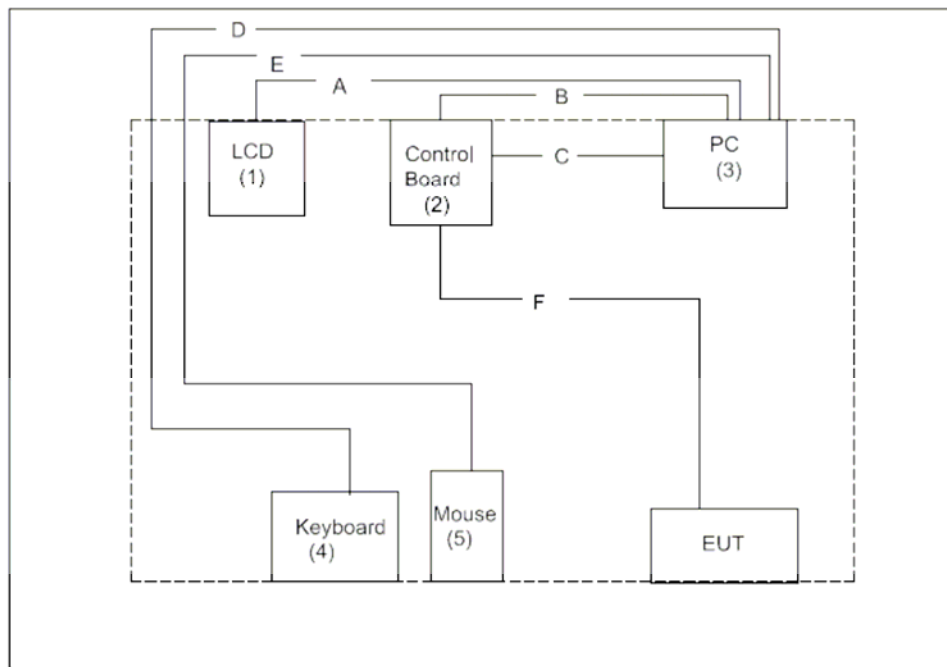 D
E
A
B
LCD
(1)
Control
Board
(2)
C
PC
(3)
F
Keyboard
(4)
Mouse
(5)
EUT